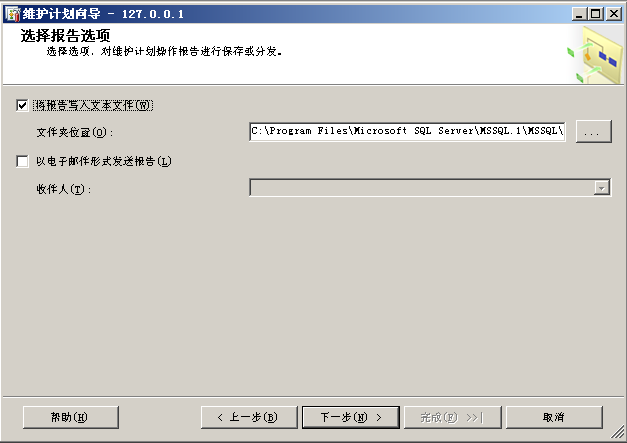 维护计划向导 - 127.0.0.1
选择报告选项
选择选项，对维护计划操作报告进行保存或分发。
将报告写入文本文件(W)
文件夹位置(O):
C:\Program Files\Microsoft SQL Server\MSSQL.1\MSSQL\
...
以电子邮件形式发送报告(L)
收件人(T):
帮助(H)
< 上一步(B)
下一步(N) >
完成(F) >>|
取消